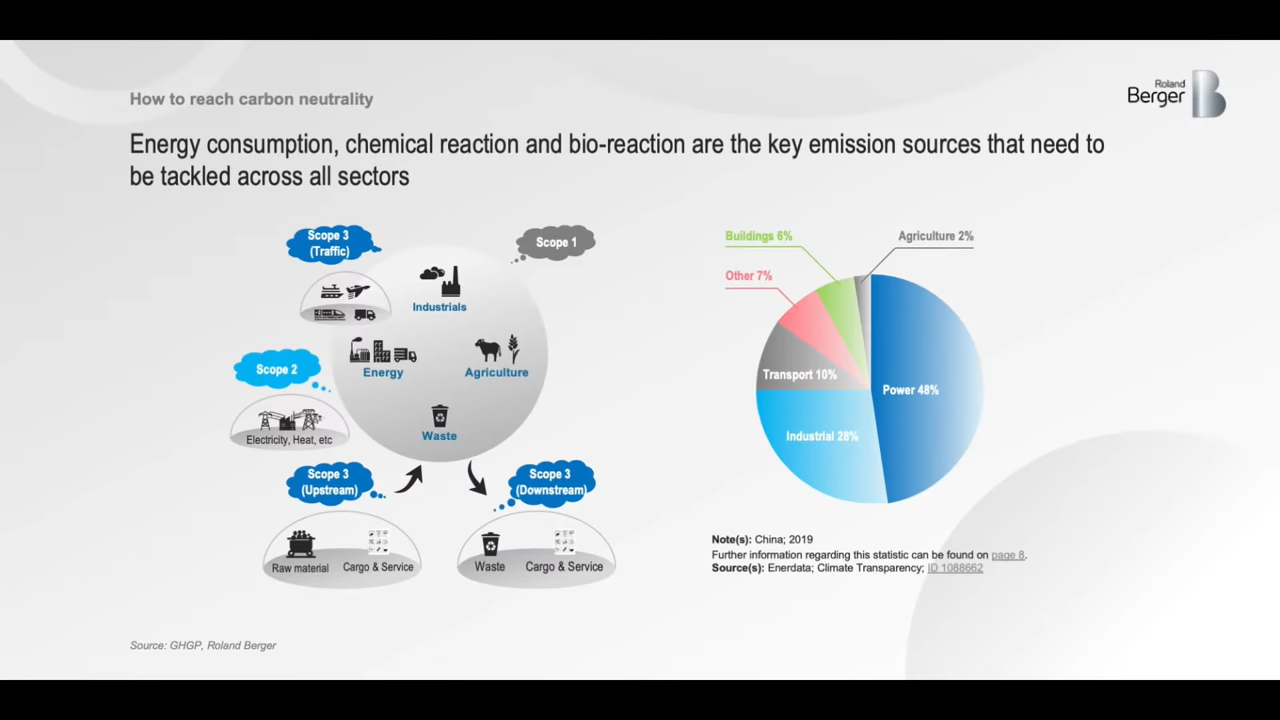 How to reach carbon neutrality
Roland
Berger
Energy consumption, chemical reaction and bio-reaction are the key emission sources that need to
be tackled across all sectors
Scope 3
(Traffic)
Scope 1
Industrials
Energy
Agriculture
Scope 2
Electricity, Heat, etc
Waste
Scope 3
(Upstream)
Scope 3
(Downstream)
Raw material
Cargo & Service
Waste
Cargo & Service
Buildings 6%
Agriculture 2%
Other 7%
Transport 10%
Power 48%
Industrial 28%
Note(s): China; 2019
Further information regarding this statistic can be found on page 8.
Source(s): Enerdata; Climate Transparency; ID 1088662
Source: GHGP, Roland Berger